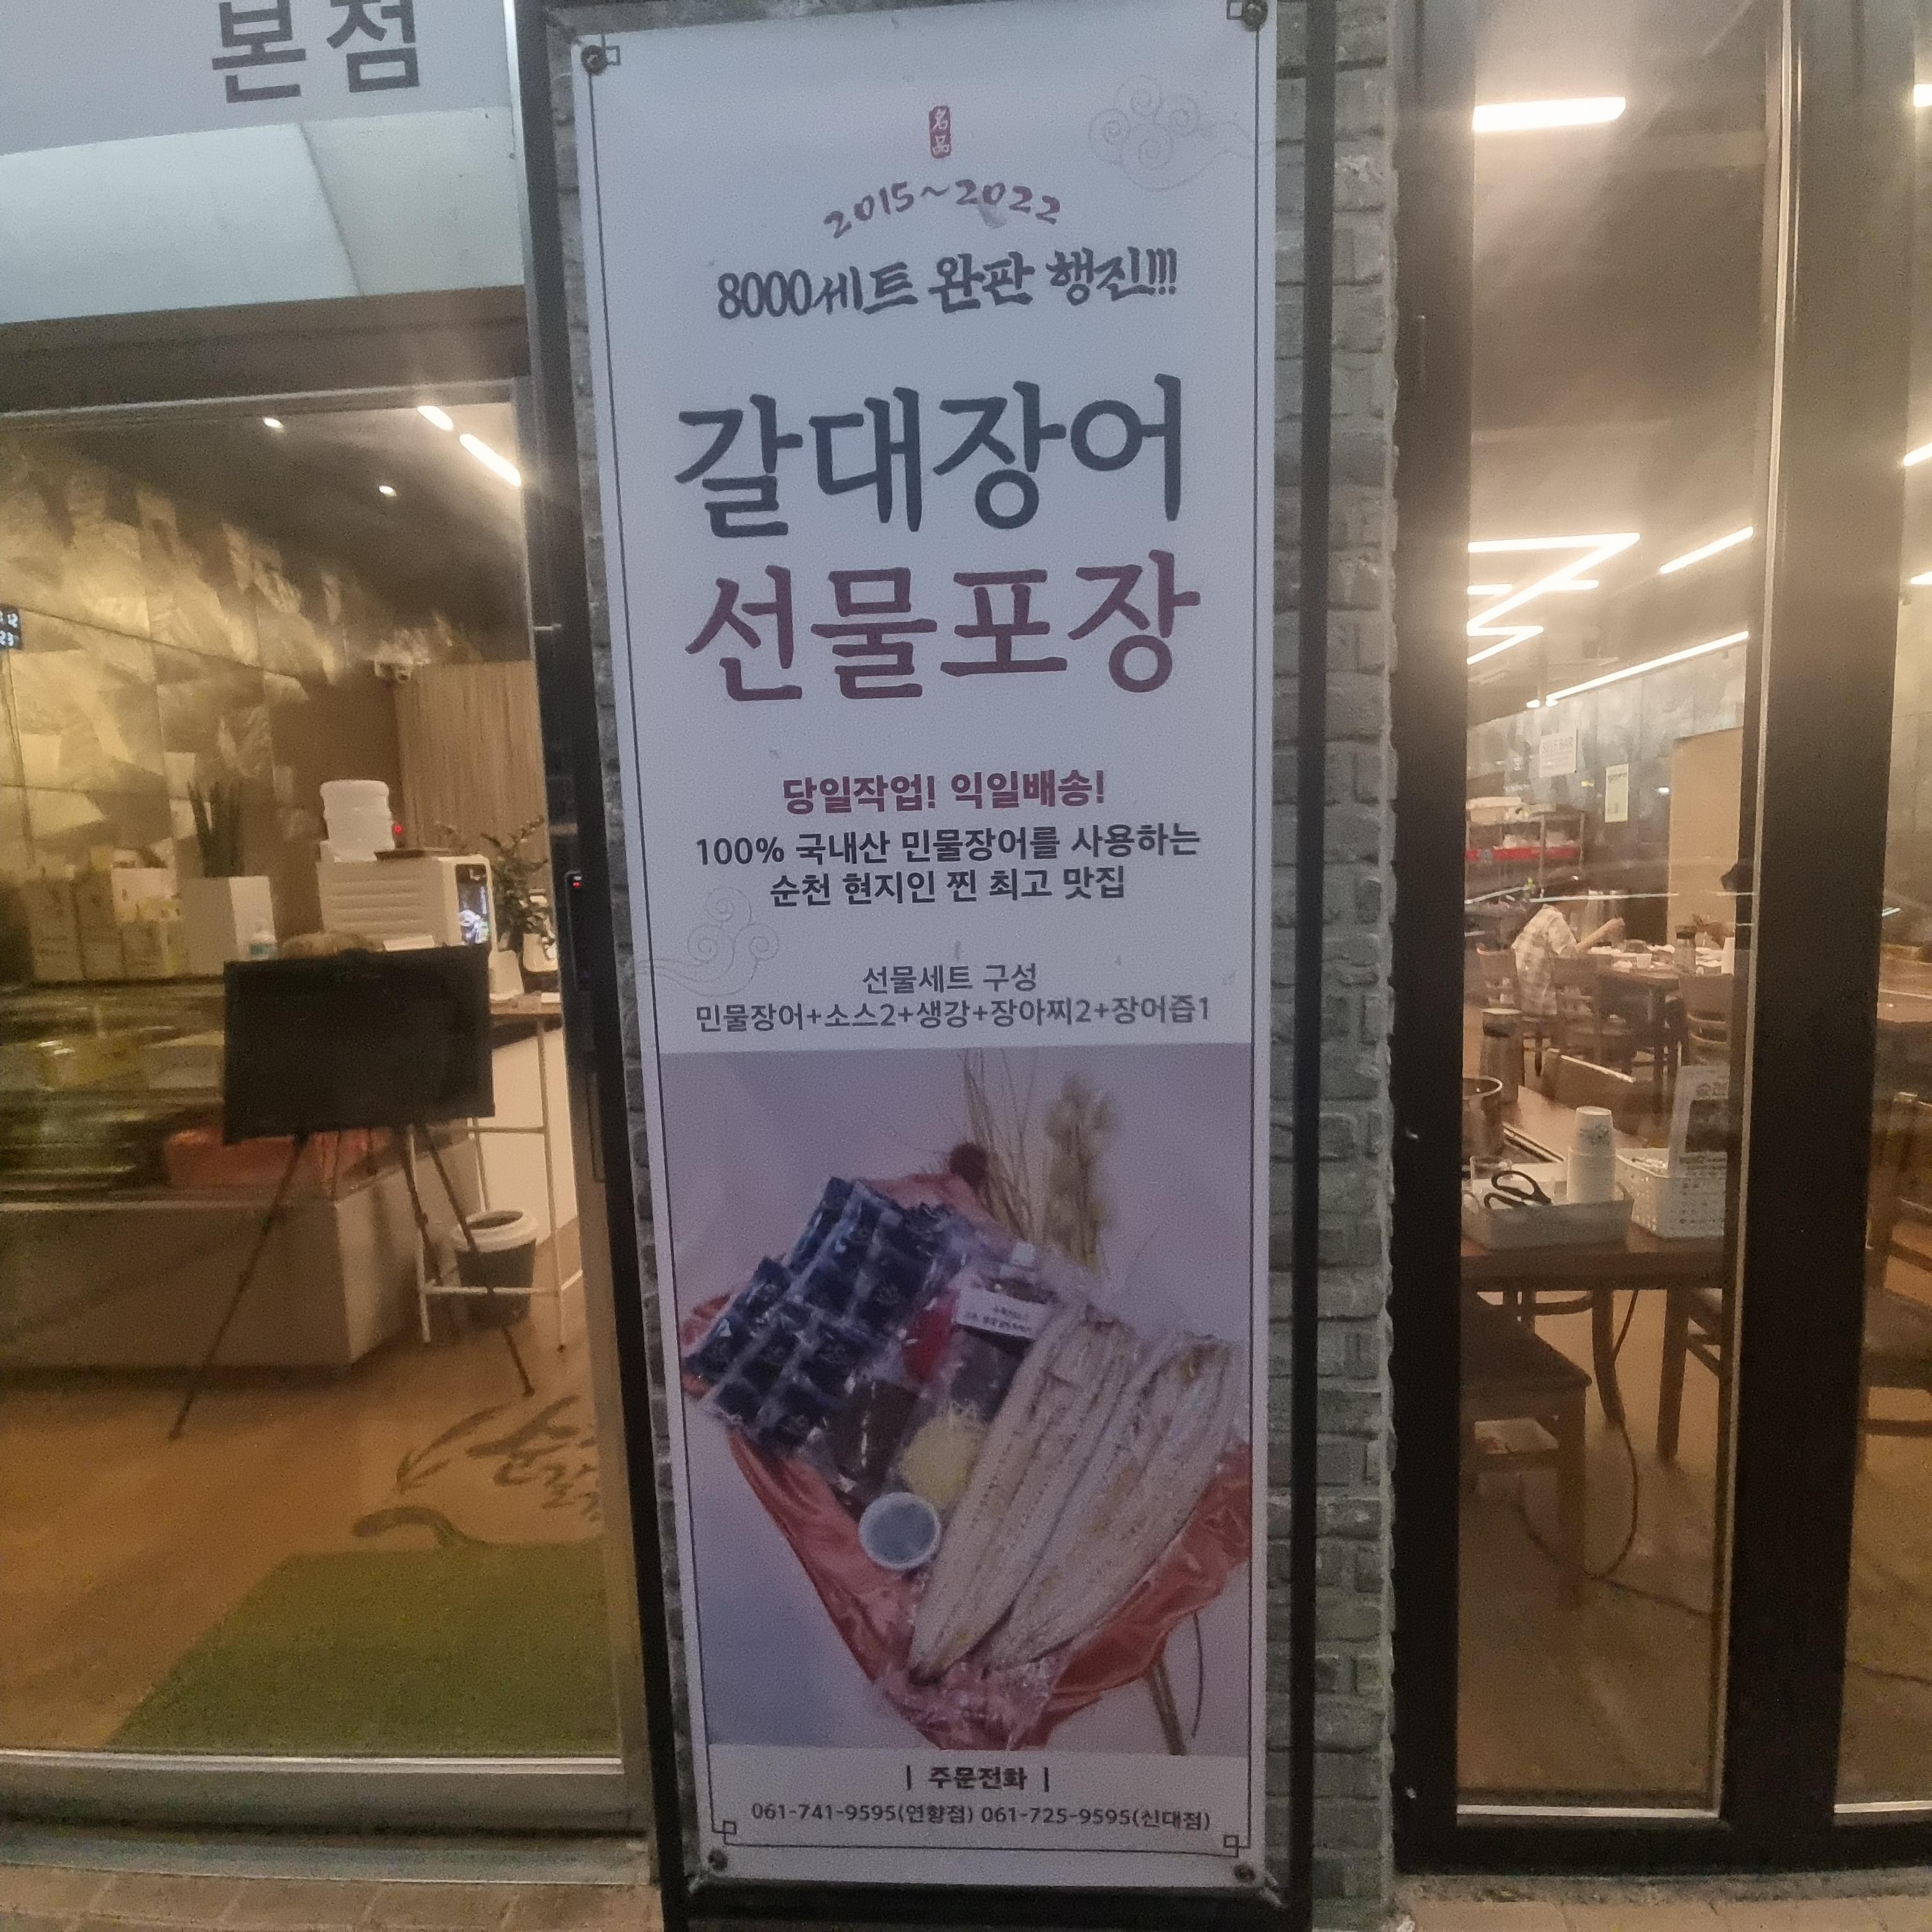 본점
名品
2015~2022
8000세트 완판 행진!!!
갈대장어
선물포장
당일작업! 익일배송!
100% 국내산 민물장어를 사용하는
순천 현지인 찐 최고 맛집
선물세트 구성
민물장어+소스2+생강+장아찌2+장어즙1
| 주문전화 |
061-741-9595(연향점) 061-725-9595(신대점)